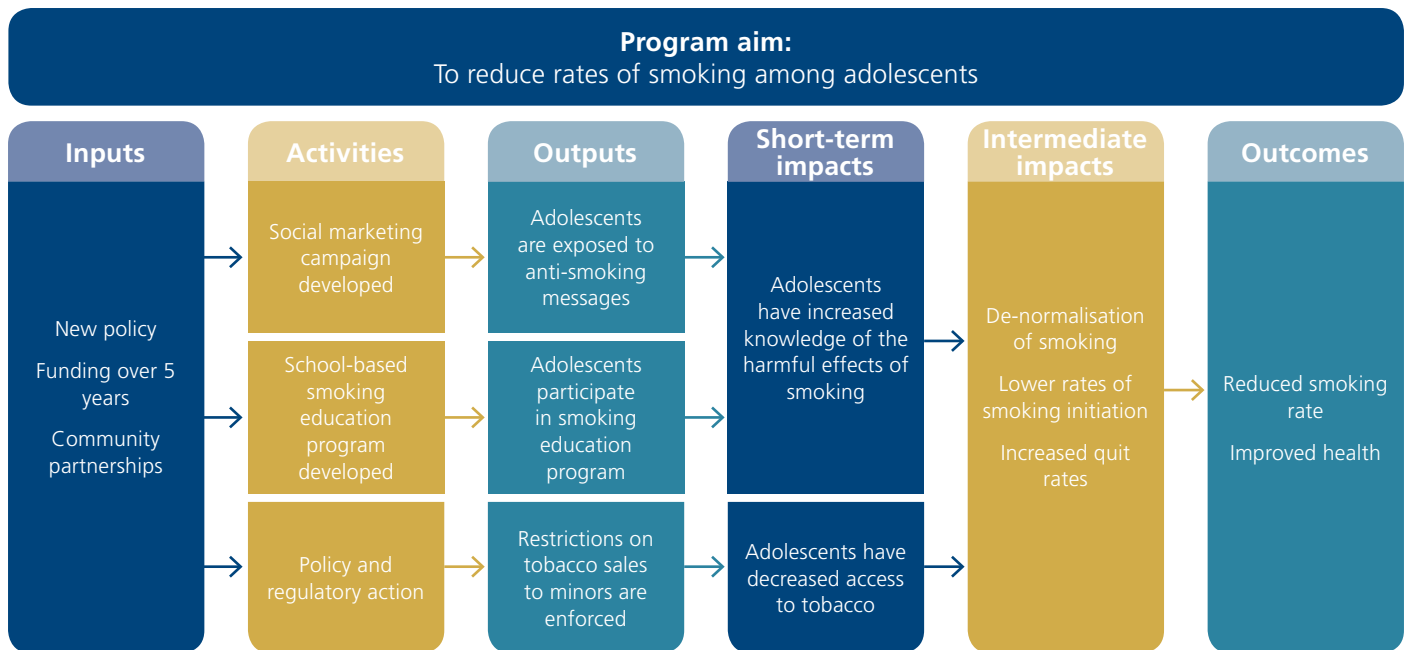 Program aim:
To reduce rates of smoking among adolescents
Inputs
New policy
Funding over 5
years
Community
partnerships
Activities
Social marketing
campaign
developed
School-based
smoking
education
program
developed
Policy and
regulatory action
Outputs
Adolescents
are exposed to
anti-smoking
messages
Adolescents
participate
in smoking
education
program
Restrictions on
tobacco sales
to minors are
enforced
Short-term
impacts
Adolescents
have increased
knowledge of the
harmful effects of
smoking
Adolescents have
decreased access
to tobacco
Intermediate
impacts
De-normalisation
of smoking
Lower rates of
smoking initiation
Increased quit
rates
Outcomes
Reduced smoking
rate
Improved health